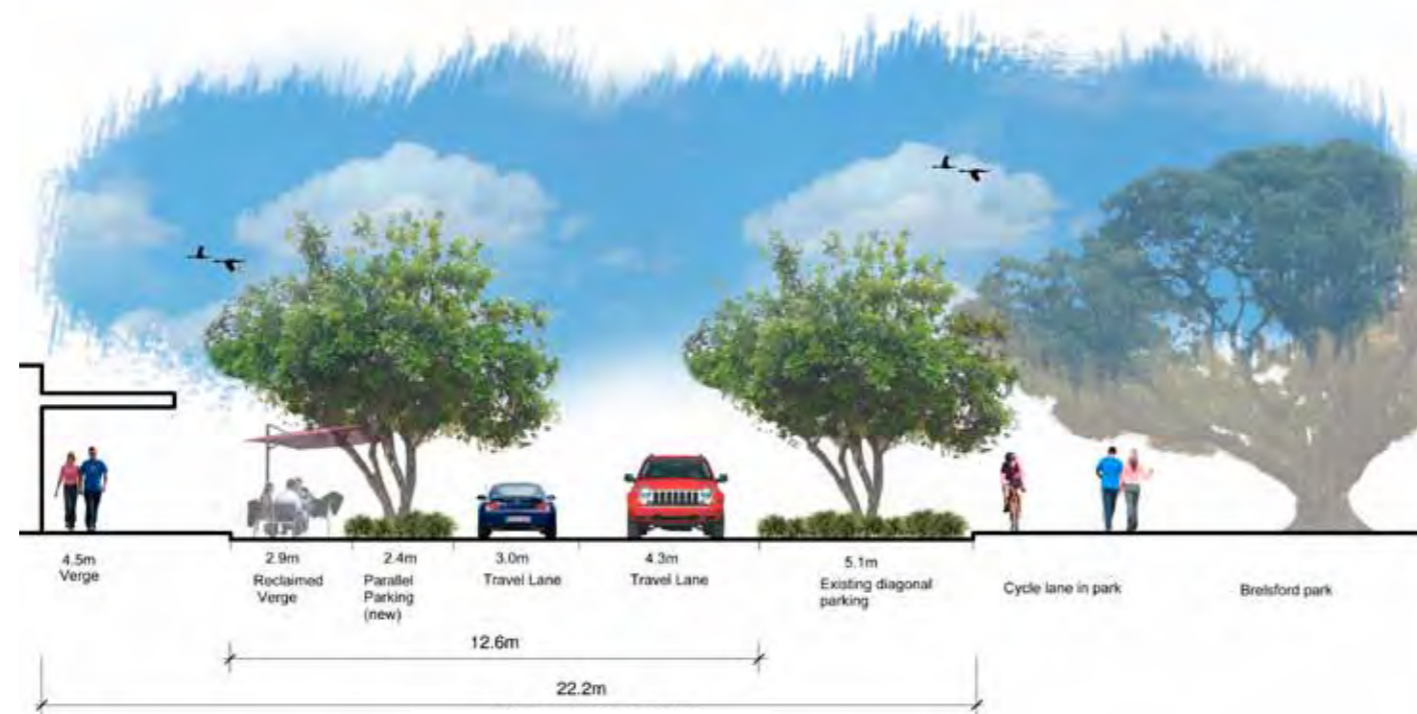 4.5m
Verge
2.9m
Reclaimed
Verge
2.4m
Parallel
Parking
(new)
3.0m
Travel Lane
4.3m
Travel Lane
5.1m
Existing diagonal
parking
Cycle lane in park
Brelsford park
12.6m
22.2m